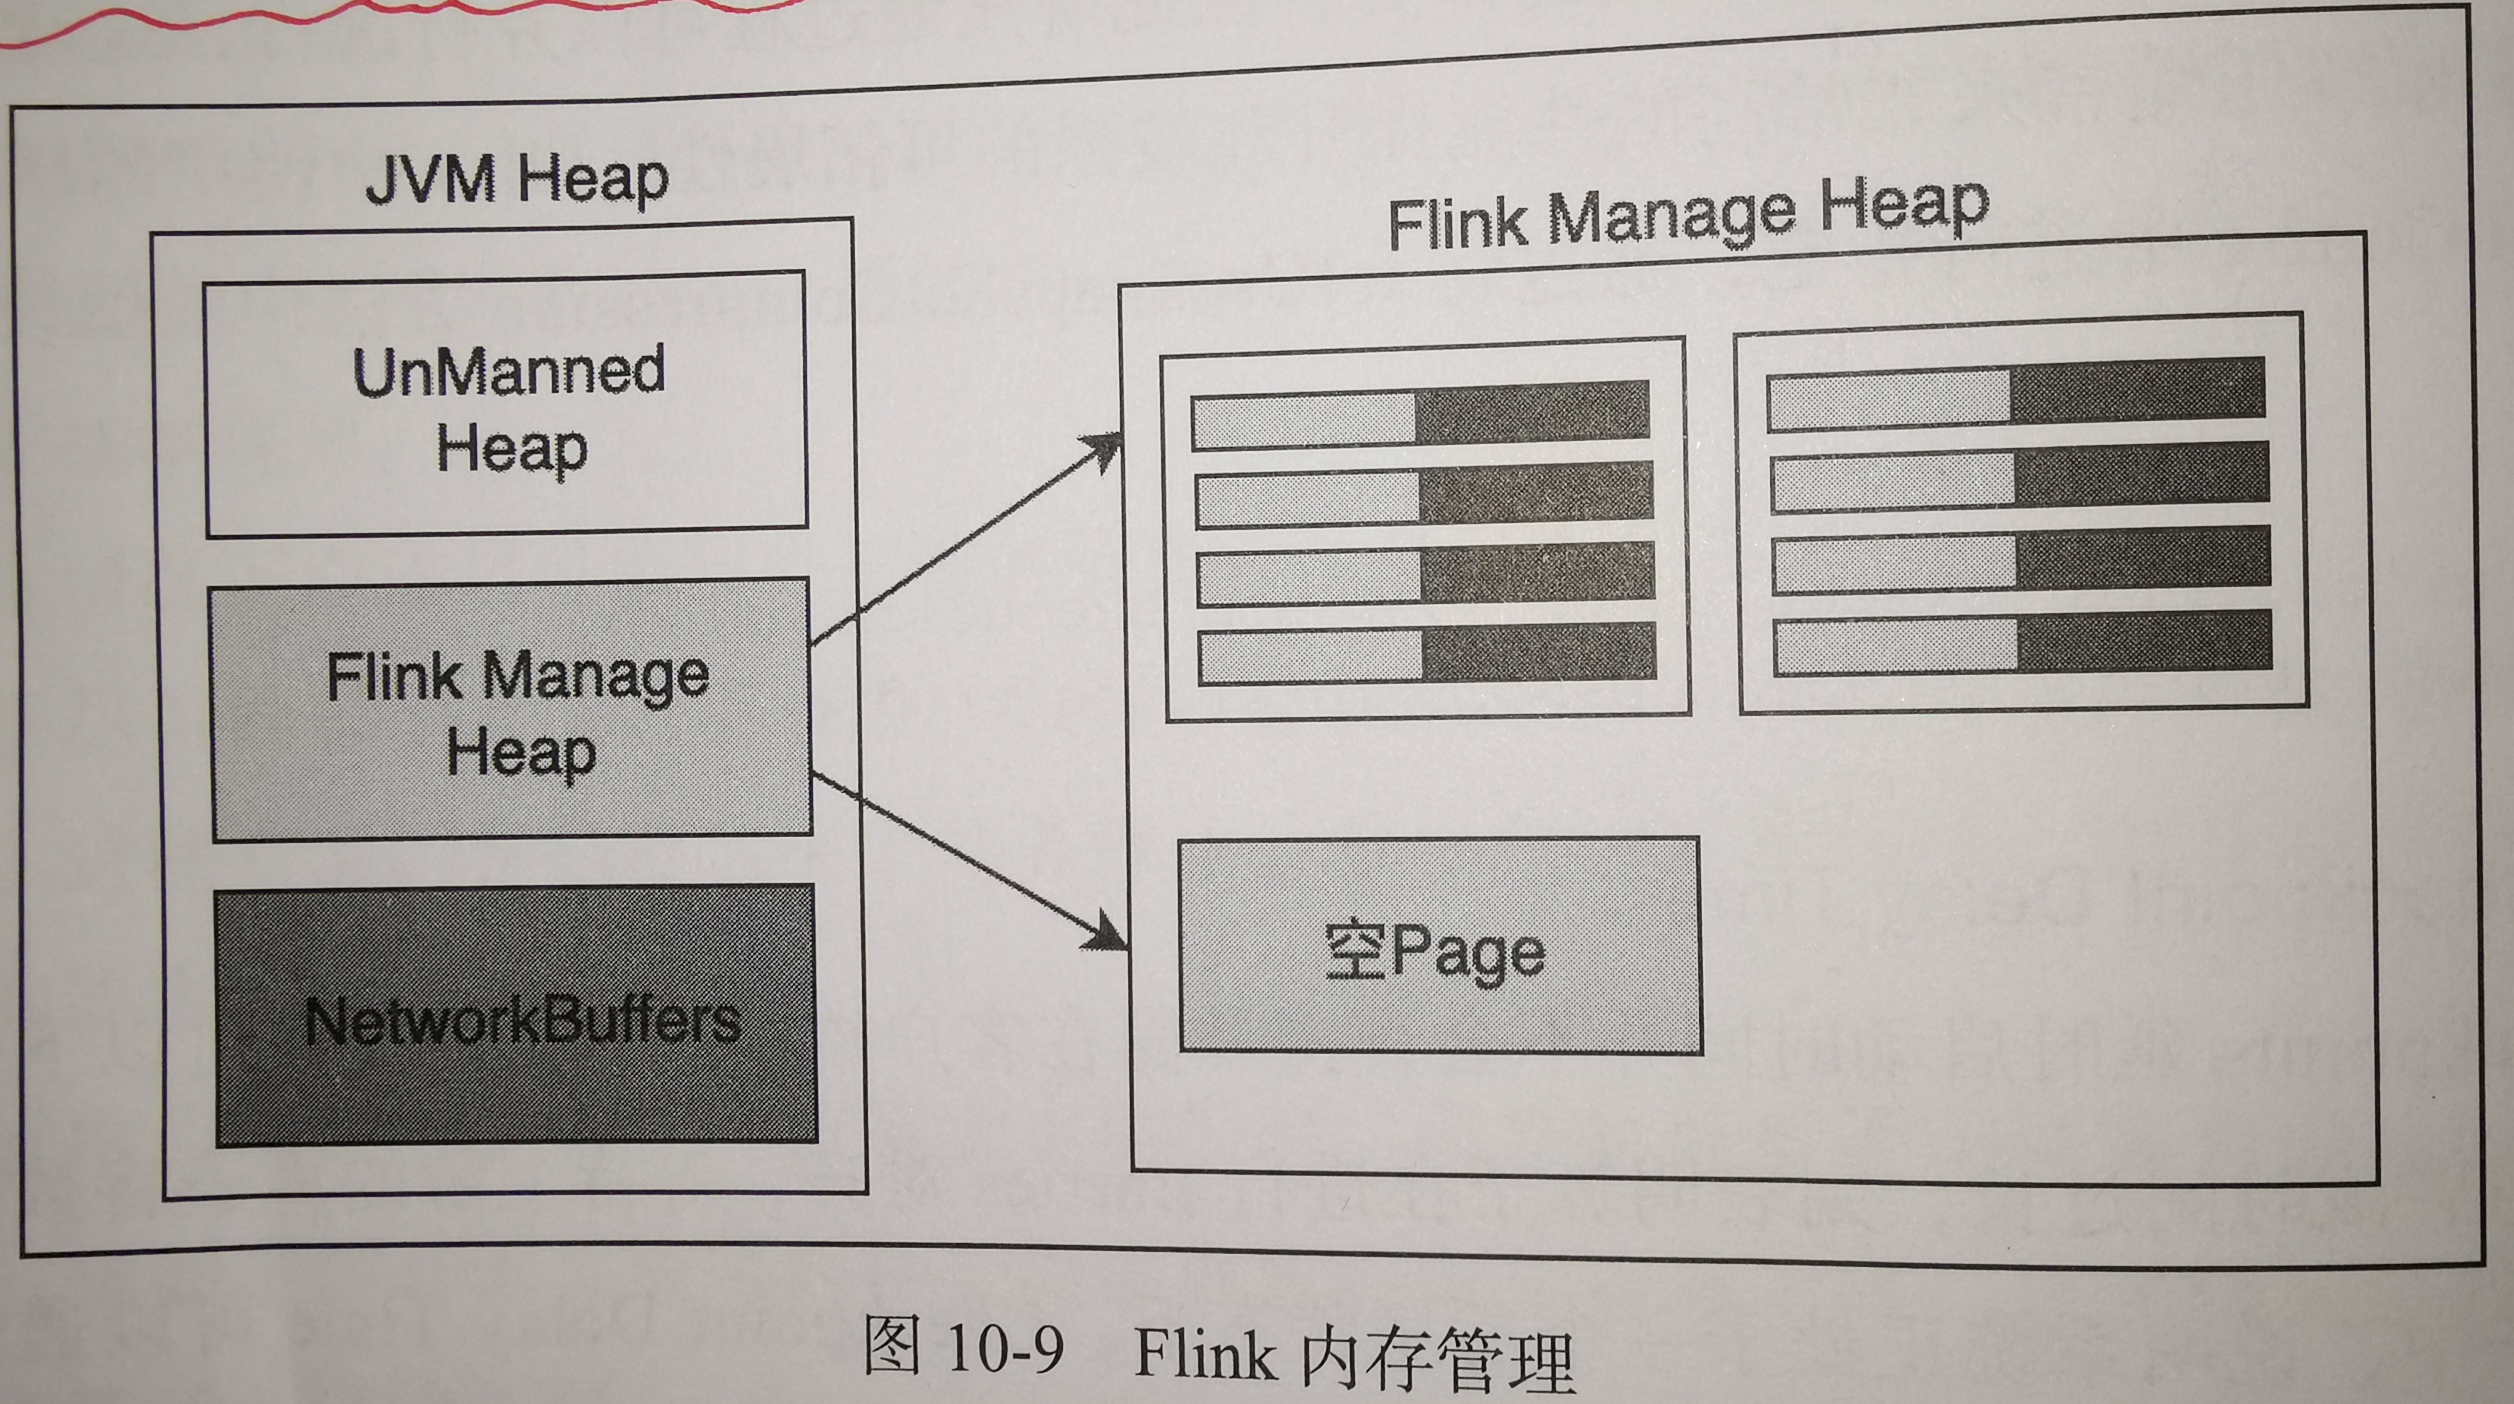 JVM Heap
UnManned
Heap
Flink Manage
Heap
NetworkBuffers
Flink Manage Heap
空Page
图 10-9 Flink 内存管理